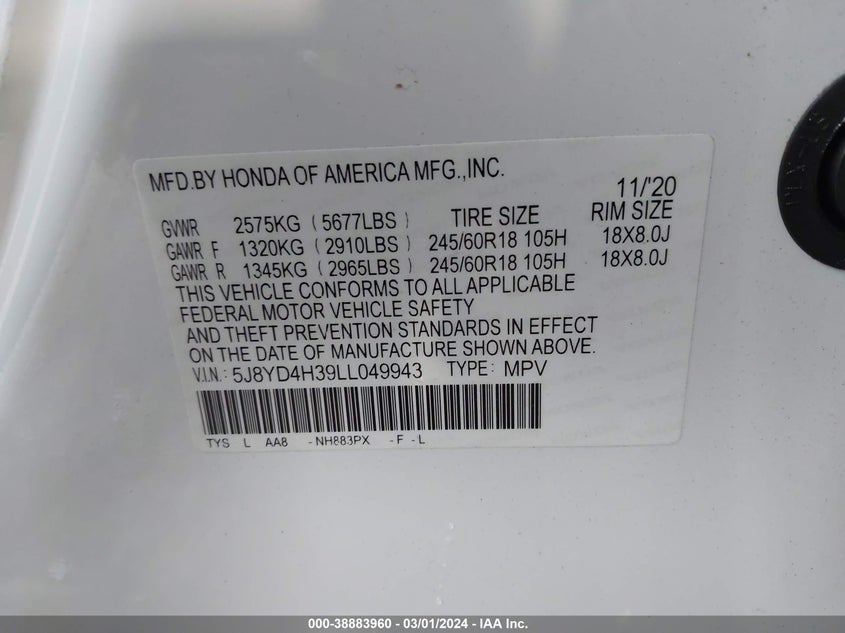 MFD.BY HONDA OF AMERICA MFG.,INC.
11/'20
GVWR 2575KG (5677LBS) TIRE SIZE RIM SIZE
GAWR F 1320KG (2910LBS) 245/60R18 105H 18X8.0J
GAWR R 1345KG (2965LBS) 245/60R18 105H 18X8.0J
THIS VEHICLE CONFORMS TO ALL APPLICABLE
FEDERAL MOTOR VEHICLE SAFETY
AND THEFT PREVENTION STANDARDS IN EFFECT
ON THE DATE OF MANUFACTURE SHOWN ABOVE.
V.I.N.: 5J8YD4H39LL049943 TYPE: MPV
TYS L AA8 -NH883PX -F -L
000-38883960 - 03/01/2024 - IAA Inc.